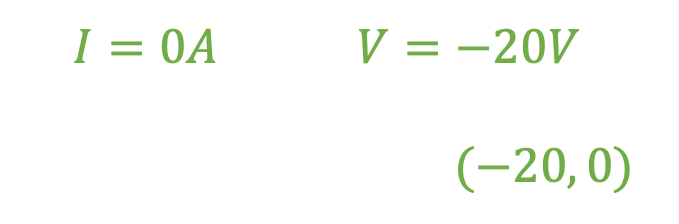 I = 0A V = −20V
(−20, 0)